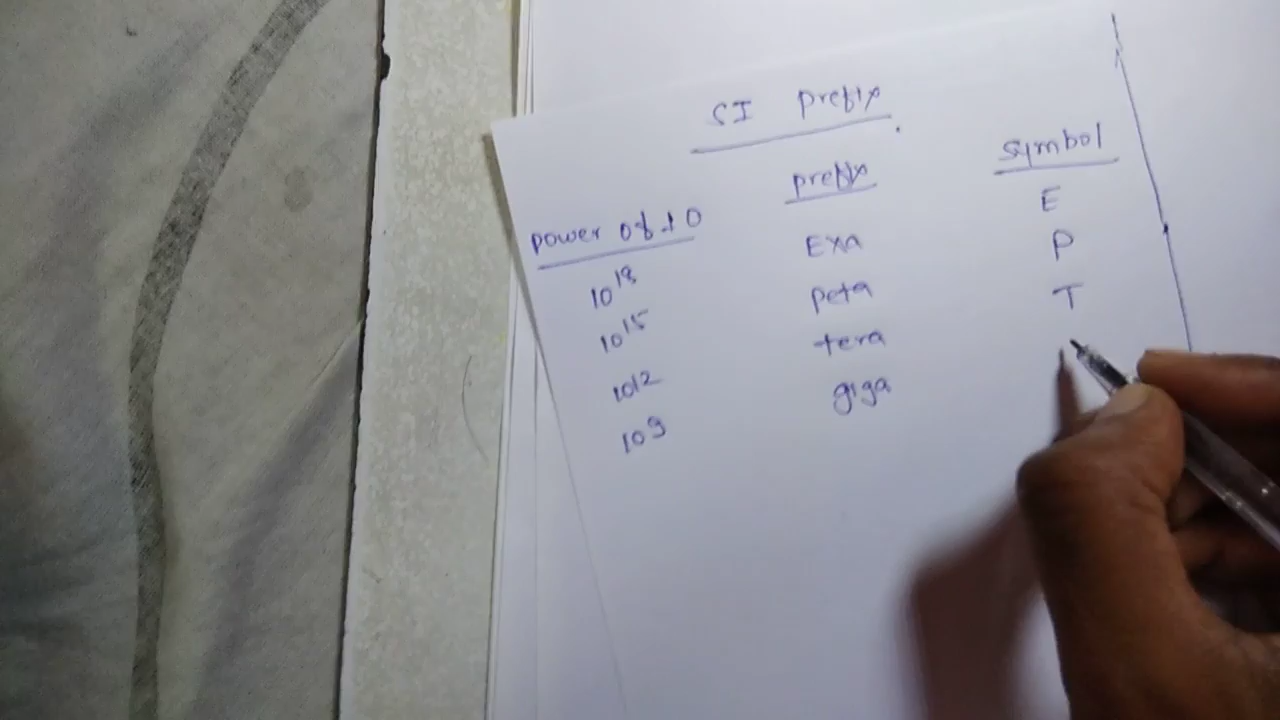 SI prefix
power of 10 prefix symbol
10^18 Exa E
10^15 peta P
10^12 tera T
10^9 giga